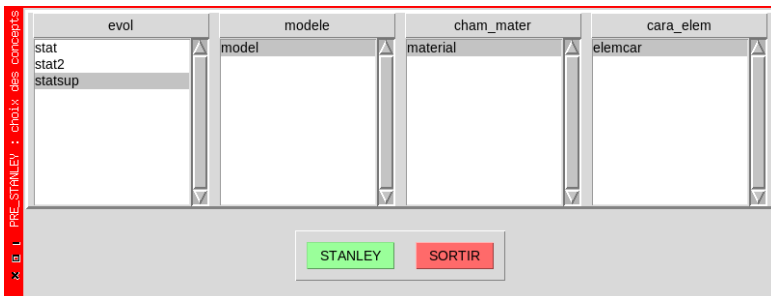 PRE_STANLEY : choix des concepts
evol modele cham_mater cara_elem
stat model material elemcar
stat2
statsup
STANLEY SORTIR